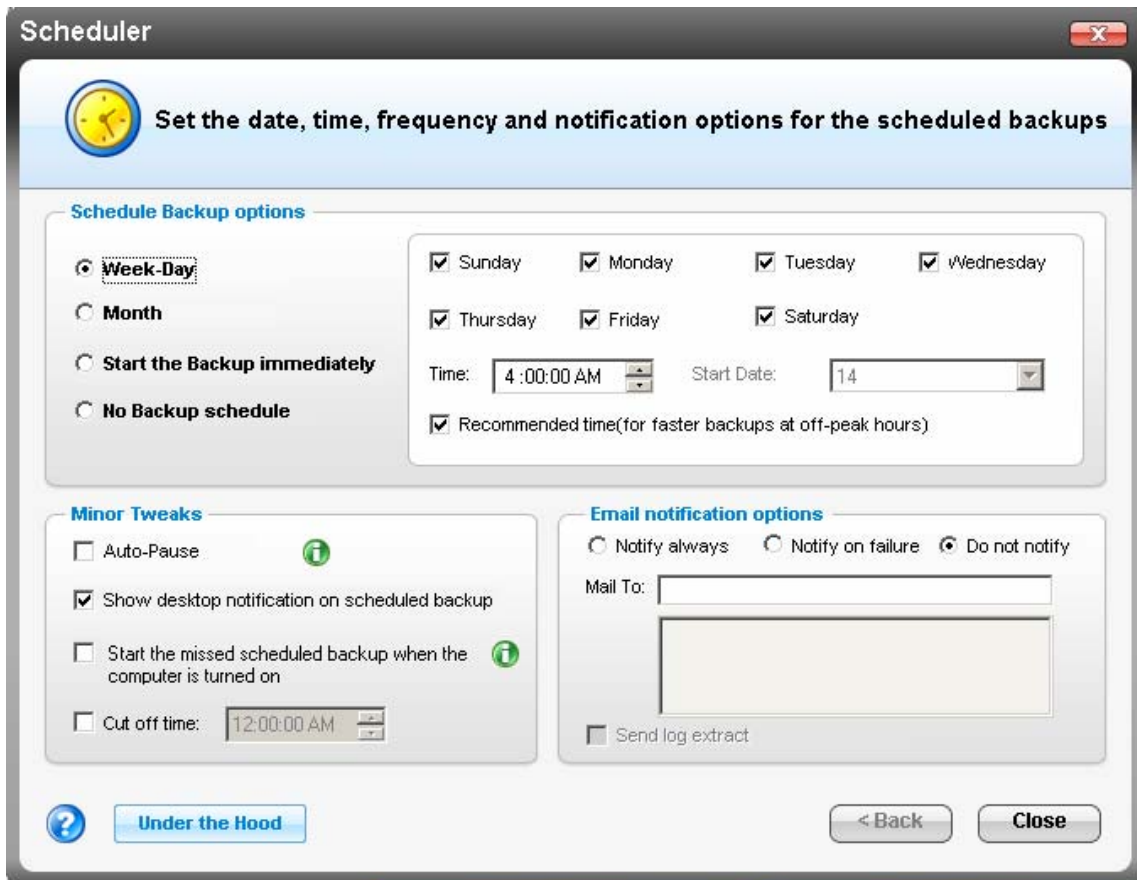 Scheduler
X
Set the date, time, frequency and notification options for the scheduled backups
Schedule Backup options
Week-Day
Month
Start the Backup immediately
No Backup schedule
Sunday Monday Tuesday Wednesday
Thursday Friday Saturday
Time: 4 :00:00 AM Start Date: 14
Recommended time(for faster backups at off-peak hours)
Minor Tweaks
Auto-Pause
Show desktop notification on scheduled backup
Start the missed scheduled backup when the
computer is turned on
Cut off time: 12:00:00 AM
Email notification options
Notify always Notify on failure Do not notify
Mail To:
Send log extract
? Under the Hood < Back Close